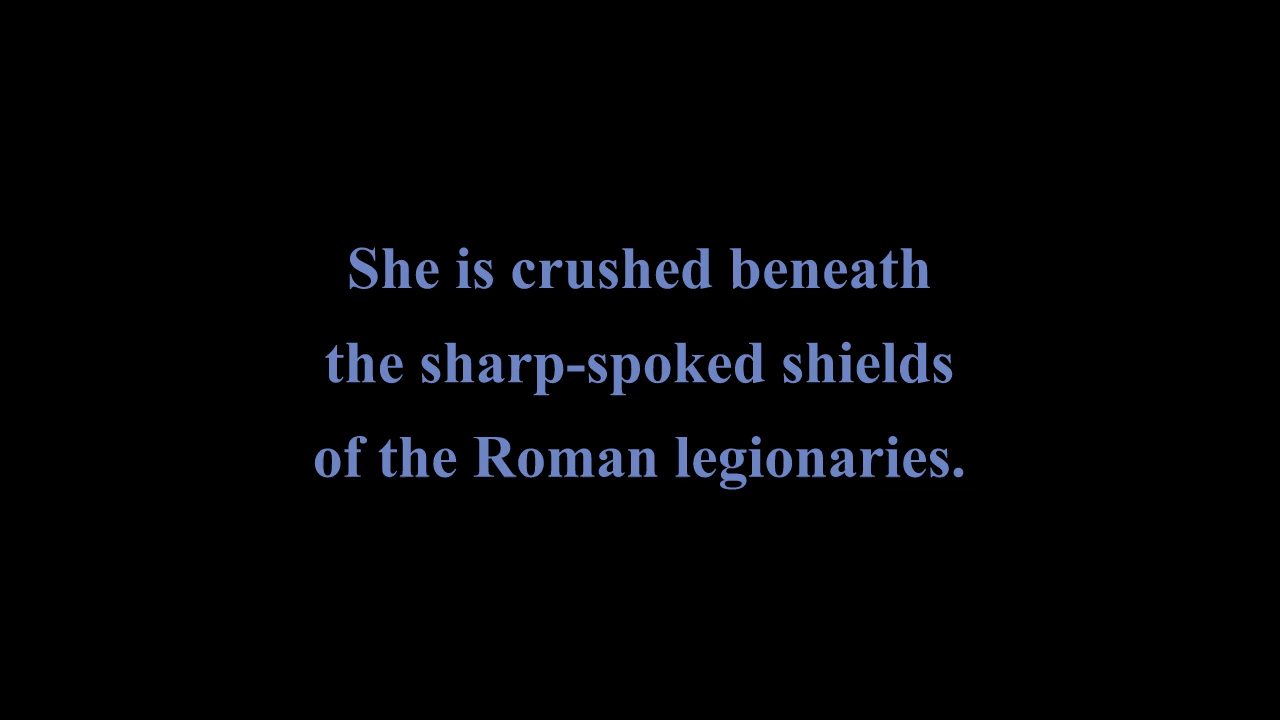 She is crushed beneath
the sharp-spoked shields
of the Roman legionaries.